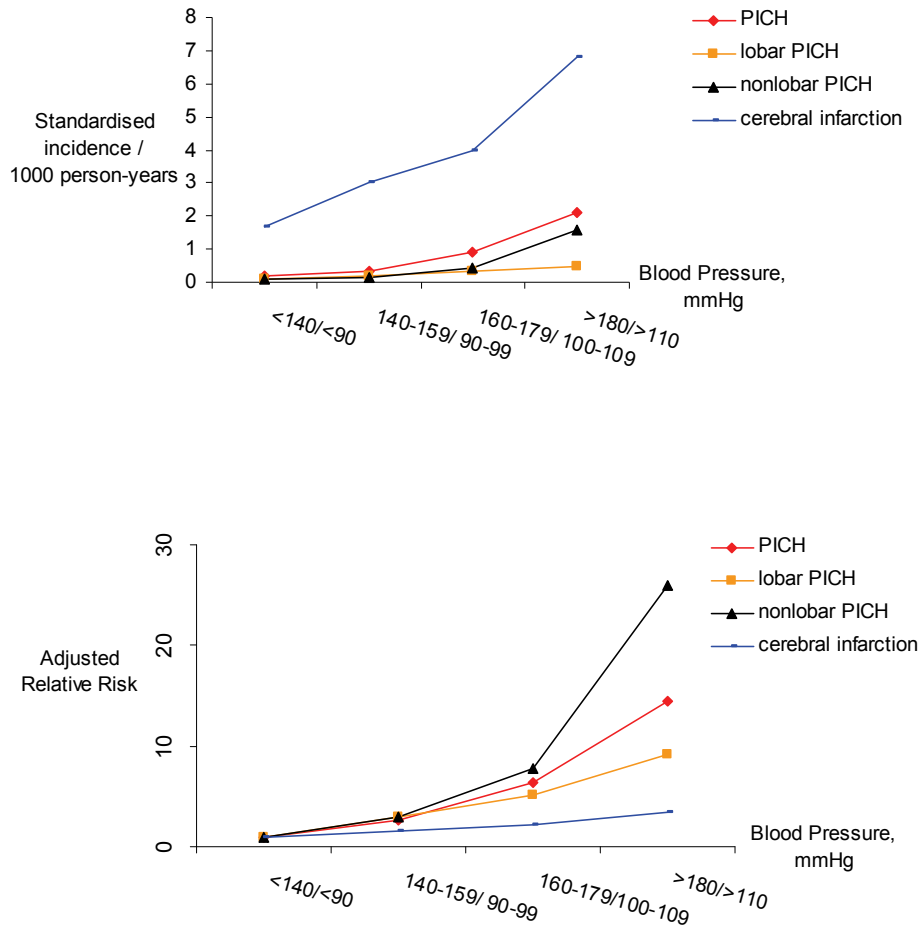 8
7
6
5
4
3
2
1
0
Standardised
incidence /
1000 person-years
PICH
lobar PICH
nonlobar PICH
cerebral infarction
Blood Pressure,
mmHg
<140/<90
140-159/ 90-99
160-179/ 100-109
>180/>110
30
20
10
0
Adjusted
Relative Risk
PICH
lobar PICH
nonlobar PICH
cerebral infarction
Blood Pressure,
mmHg
<140/<90
140-159/ 90-99
160-179/100-109
>180/>110